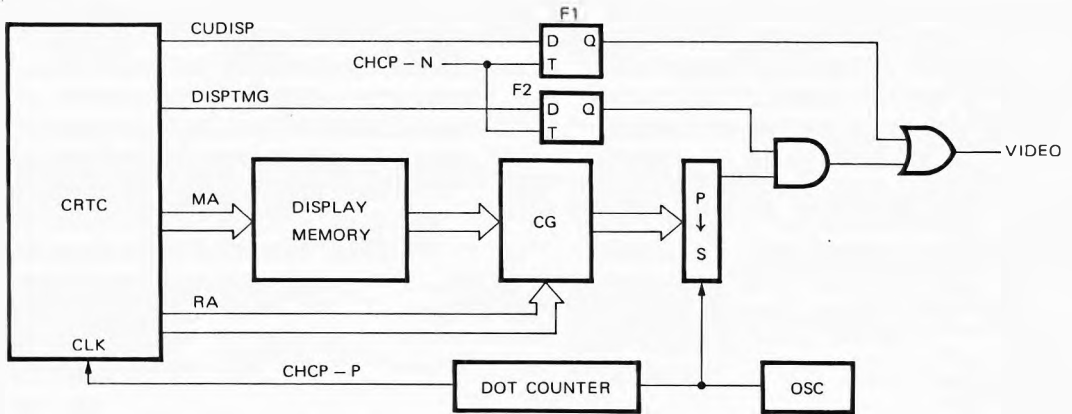 F1
CUDISP
D Q
T
CHCP – N
F2
D Q
T
DISPTMG
VIDEO
CRTC
MA
DISPLAY
MEMORY
CG
P
↓
S
RA
CLK
CHCP – P
DOT COUNTER
OSC